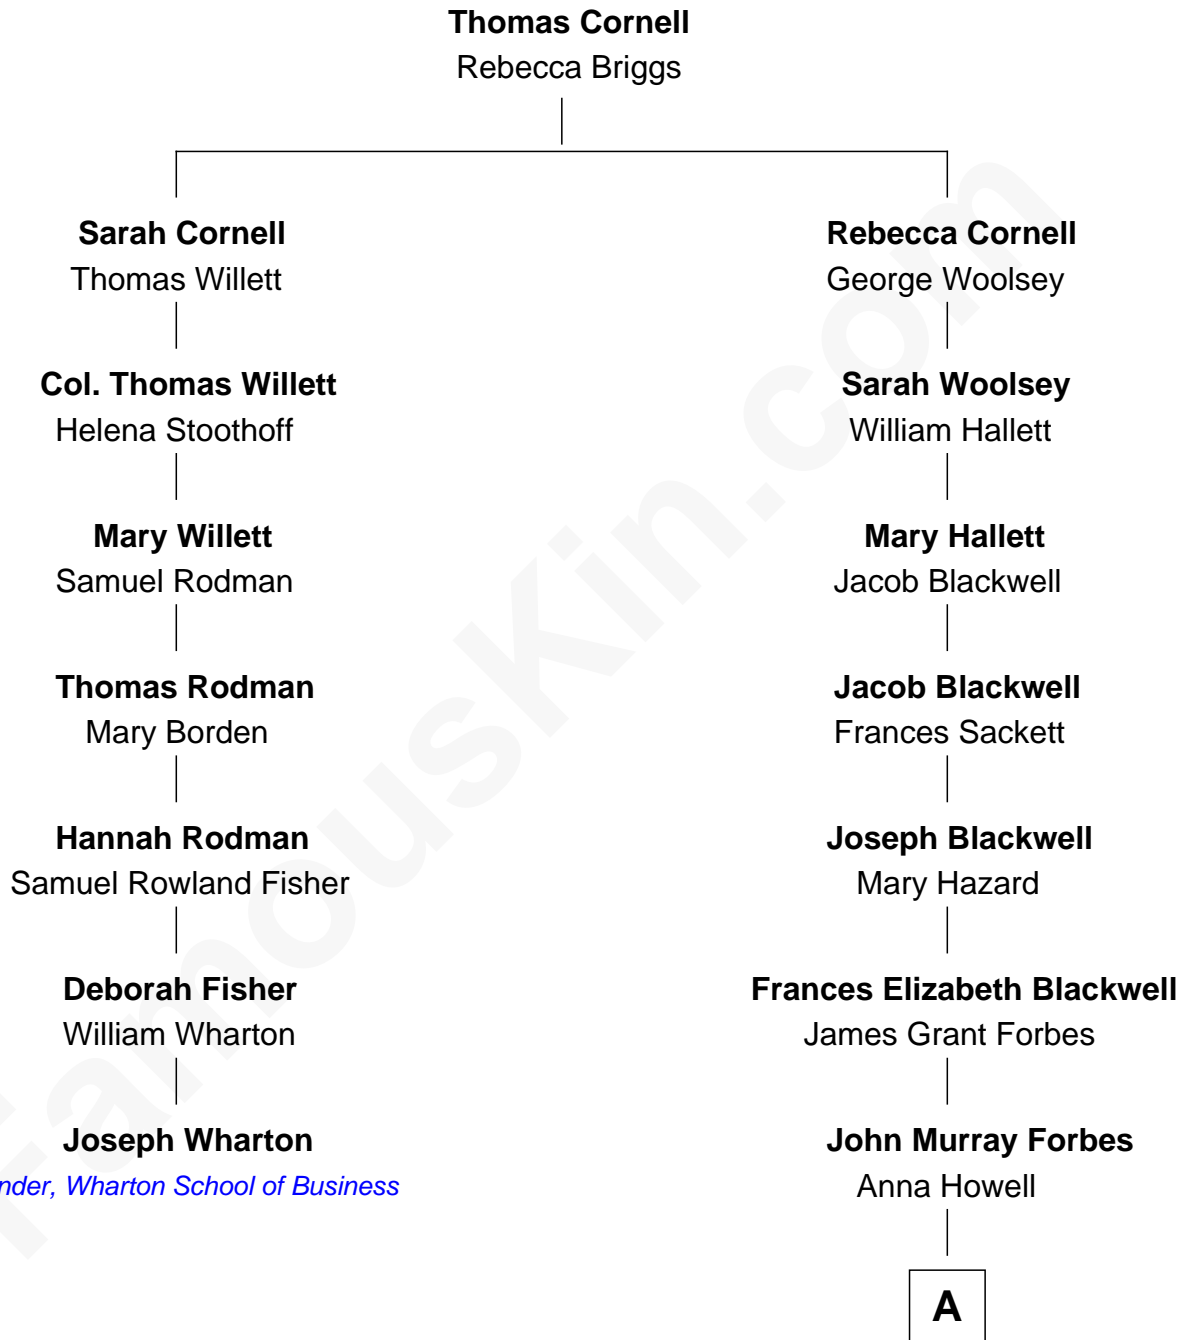 Thomas Cornell
Rebecca Briggs
Sarah Cornell
Thomas Willett
Col. Thomas Willett
Helena Stoothoff
Mary Willett
Samuel Rodman
Thomas Rodman
Mary Borden
Hannah Rodman
Samuel Rowland Fisher
Deborah Fisher
William Wharton
Joseph Wharton
nder, Wharton School of Business
Rebecca Cornell
George Woolsey
Sarah Woolsey
William Hallett
Mary Hallett
Jacob Blackwell
Jacob Blackwell
Frances Sackett
Joseph Blackwell
Mary Hazard
Frances Elizabeth Blackwell
James Grant Forbes
John Murray Forbes
Anna Howell
A
FamousKin.com